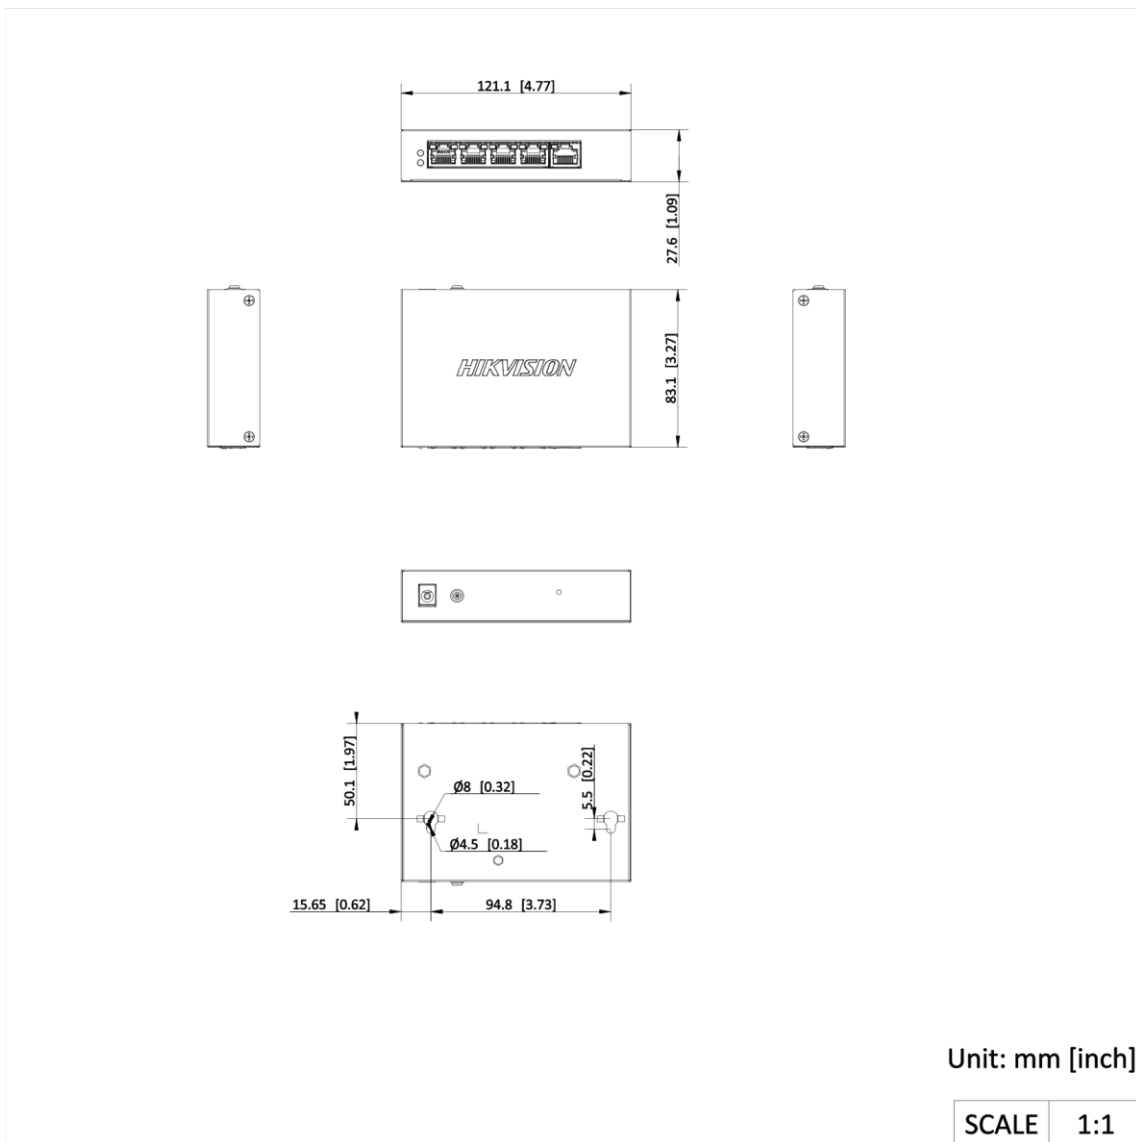 121.1 [4.77]
27.6 [1.09]
HIKVISION
83.1 [3.27]
50.1 [1.97]
Ø8 [0.32]
5.5 [0.22]
Ø4.5 [0.18]
15.65 [0.62]
94.8 [3.73]
Unit: mm [inch]
SCALE 1:1